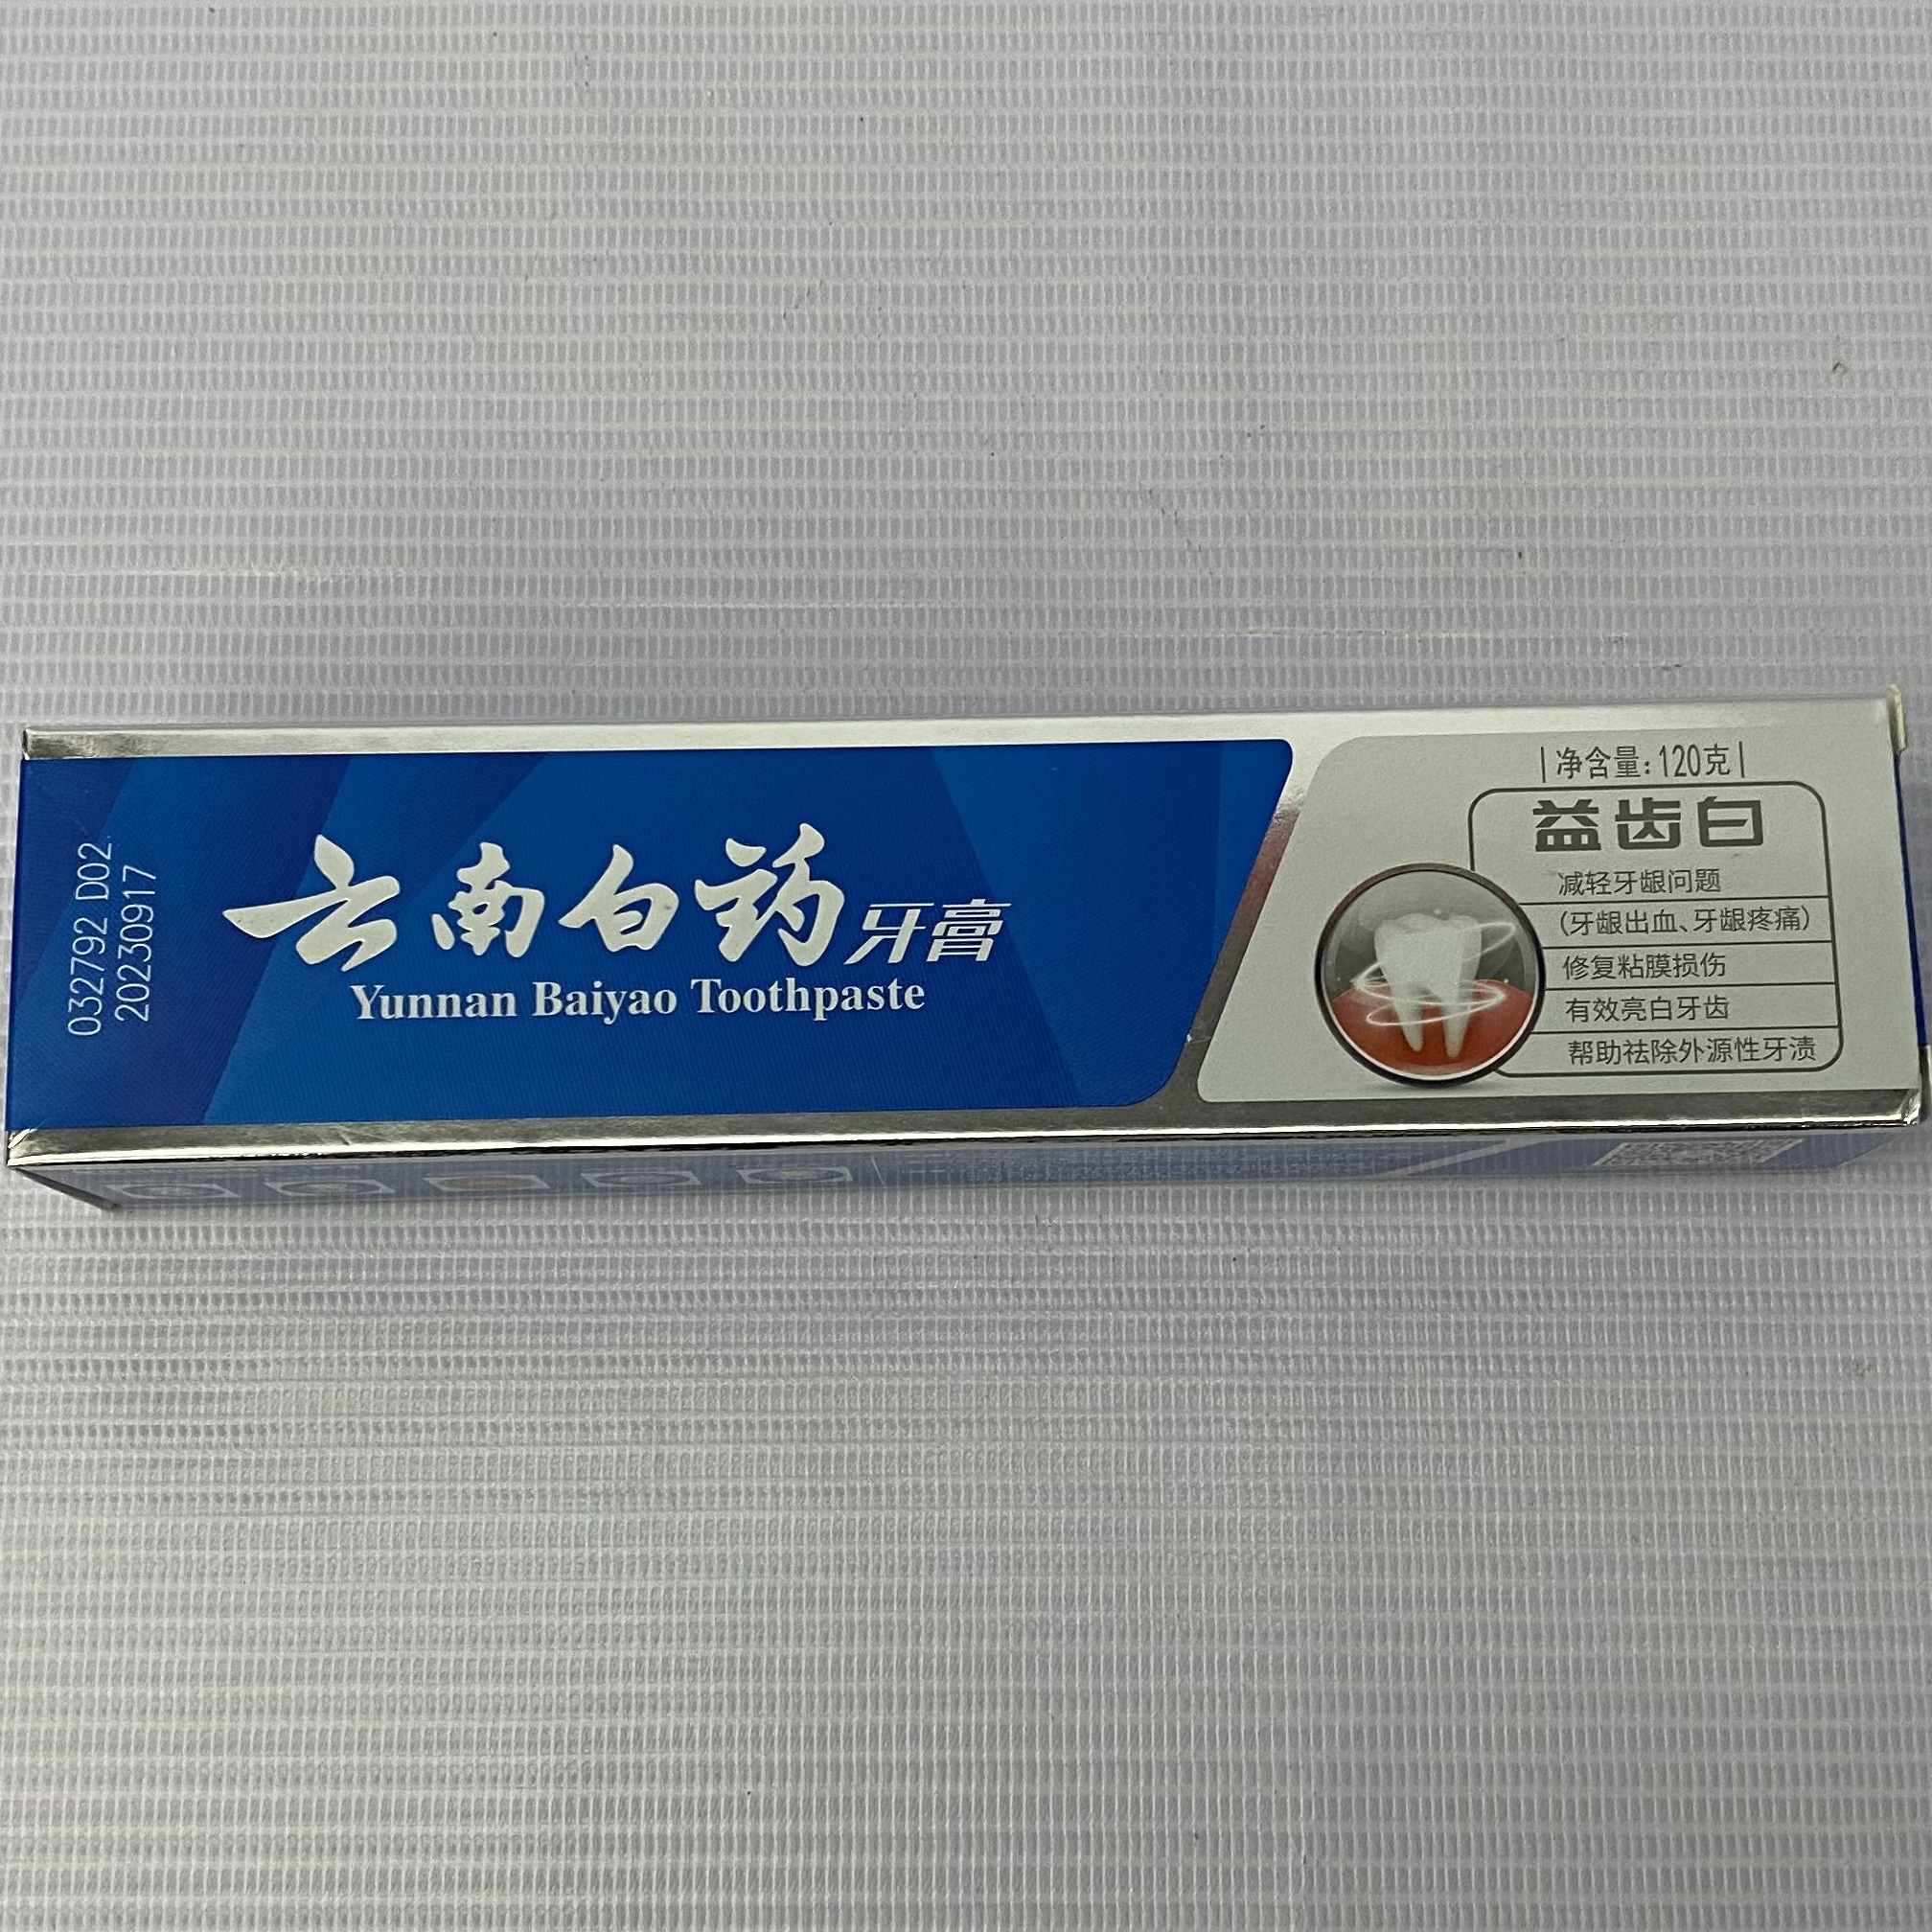 032792 D02
20230917
云南白药牙膏
Yunnan Baiyao Toothpaste
净含量:120克
益齿白
减轻牙龈问题
(牙龈出血、牙龈疼痛)
修复粘膜损伤
有效亮白牙齿
帮助祛除外源性牙渍